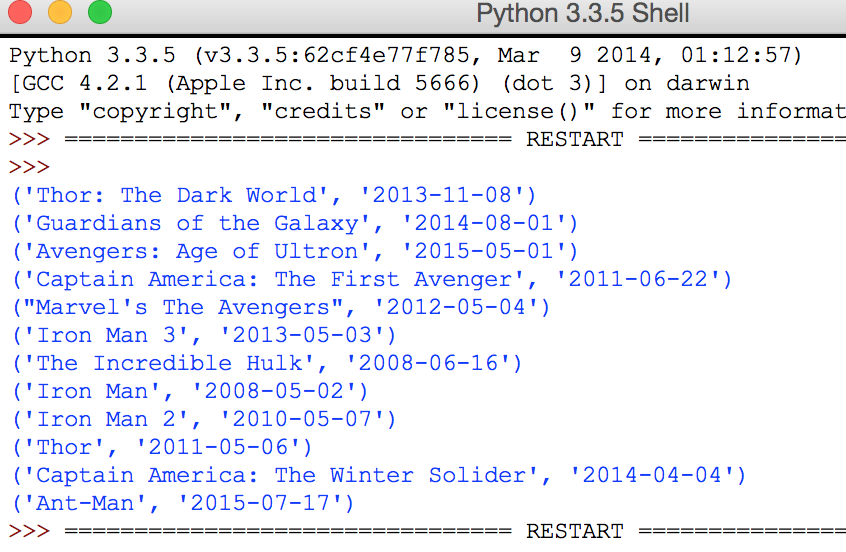 Python 3.3.5 Shell
Python 3.3.5 (v3.3.5:62cf4e77f785, Mar  9 2014, 01:12:57)
[GCC 4.2.1 (Apple Inc. build 5666) (dot 3)] on darwin
Type "copyright", "credits" or "license()" for more informat
>>> ================================ RESTART ===============
>>>
('Thor: The Dark World', '2013-11-08')
('Guardians of the Galaxy', '2014-08-01')
('Avengers: Age of Ultron', '2015-05-01')
('Captain America: The First Avenger', '2011-06-22')
("Marvel's The Avengers", '2012-05-04')
('Iron Man 3', '2013-05-03')
('The Incredible Hulk', '2008-06-16')
('Iron Man', '2008-05-02')
('Iron Man 2', '2010-05-07')
('Thor', '2011-05-06')
('Captain America: The Winter Solider', '2014-04-04')
('Ant-Man', '2015-07-17')
>>> ================================ RESTART ===============